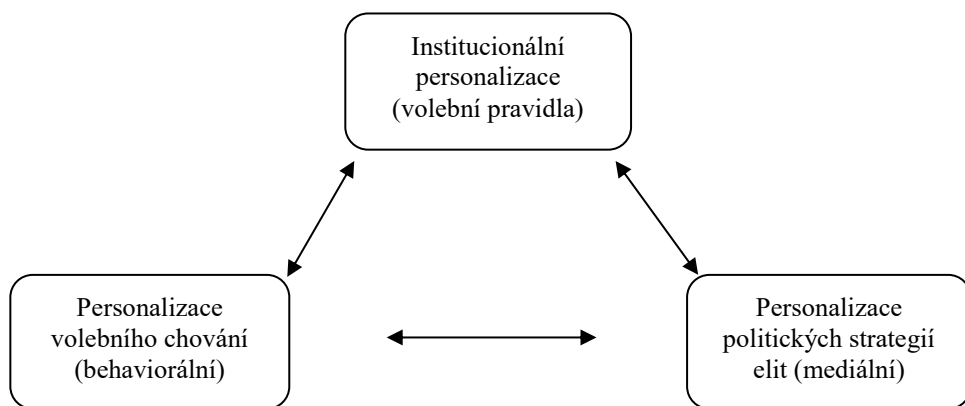 Institucionální
personalizace
(volební pravidla)
Personalizace
volebního chování
(behaviorální)
Personalizace
politických strategií
elit (mediální)